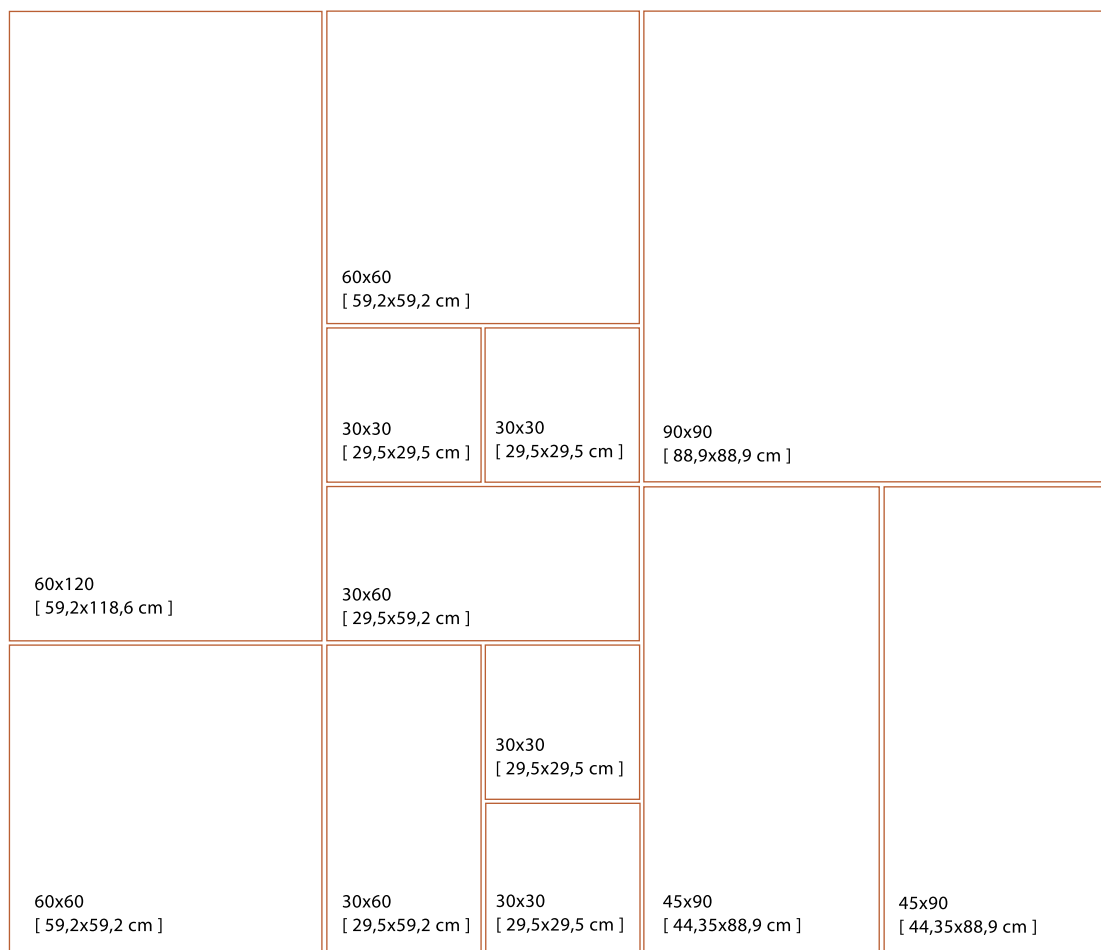 60x60
[ 59,2x59,2 cm ]
30x30
[ 29,5x29,5 cm ]
30x30
[ 29,5x29,5 cm ]
90x90
[ 88,9x88,9 cm ]
60x120
[ 59,2x118,6 cm ]
30x60
[ 29,5x59,2 cm ]
30x30
[ 29,5x29,5 cm ]
60x60
[ 59,2x59,2 cm ]
30x60
[ 29,5x59,2 cm ]
30x30
[ 29,5x29,5 cm ]
45x90
[ 44,35x88,9 cm ]
45x90
[ 44,35x88,9 cm ]